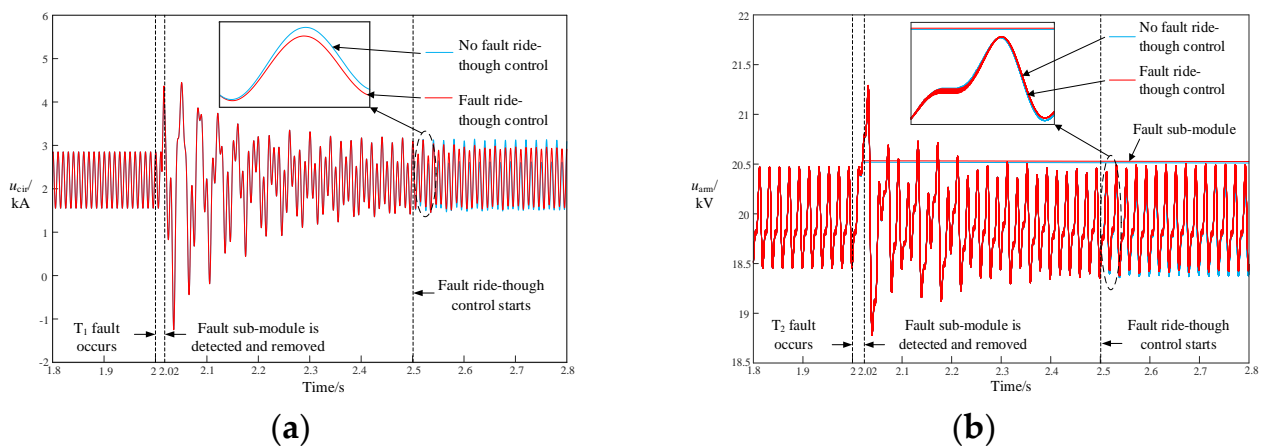 6
5
4
3
2
1
0
-1
-2
u_cir/
kA
No fault ride-
though control
Fault ride-
though control
Fault ride-though
control starts
T₁ fault
occurs
Fault sub-module is
detected and removed
1.8 1.9 2 2.02 2.1 2.2 2.3 2.4 2.5 2.6 2.7 2.8
Time/s
(a)
22
21.5
21
20.5
20
18.5
19
18.5
u_arm/
kV
No fault ride-
though control
Fault ride-
though control
Fault sub-module
T₂ fault
occurs
Fault sub-module is
detected and removed
Fault ride-though
control starts
1.8 1.9 2 2.02 2.1 2.2 2.3 2.4 2.5 2.6 2.7 2.8
Time/s
(b)